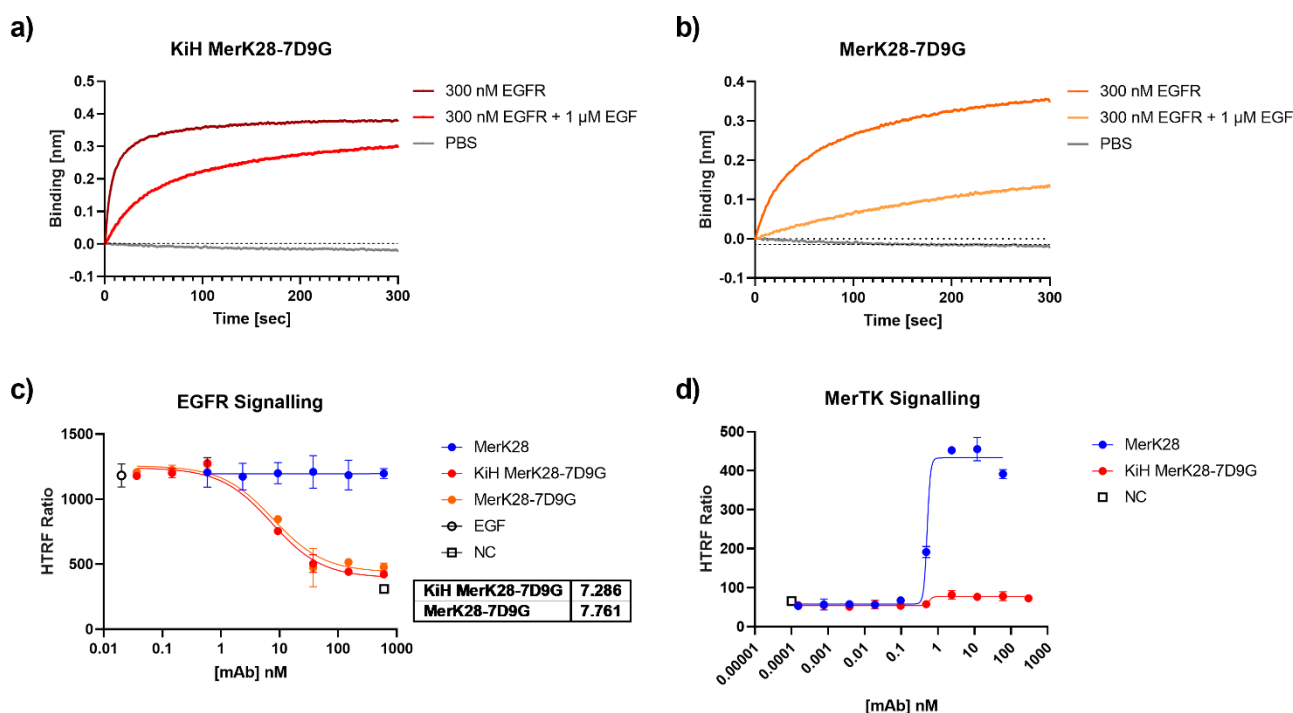 a)
KiH MerK28-7D9G
Binding [nm]
0.5
0.4
0.3
0.2
0.1
0.0
-0.1
0
100
200
300
Time [sec]
300 nM EGFR
300 nM EGFR + 1 µM EGF
PBS
b)
MerK28-7D9G
Binding [nm]
0.4
0.3
0.2
0.1
0.0
-0.1
0
100
200
300
Time [sec]
300 nM EGFR
300 nM EGFR + 1 µM EGF
PBS
c)
EGFR Signalling
HTRF Ratio
1500
1000
500
0
0.01
0.1
1
10
100
1000
[mAb] nM
MerK28
KiH MerK28-7D9G
MerK28-7D9G
EGF
NC
KiH MerK28-7D9G 7.286
MerK28-7D9G 7.761
d)
MerTK Signalling
HTRF Ratio
500
400
300
200
100
0
0.00001
0.0001
0.001
0.01
0.1
1
10
100
1000
[mAb] nM
MerK28
KiH MerK28-7D9G
NC